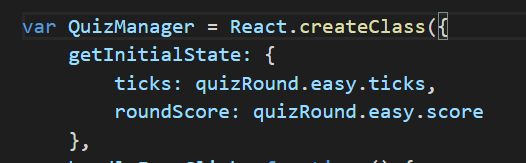 var QuizManager = React.createClass({
getInitialState: {
ticks: quizRound.easy.ticks,
roundScore: quizRound.easy.score
},